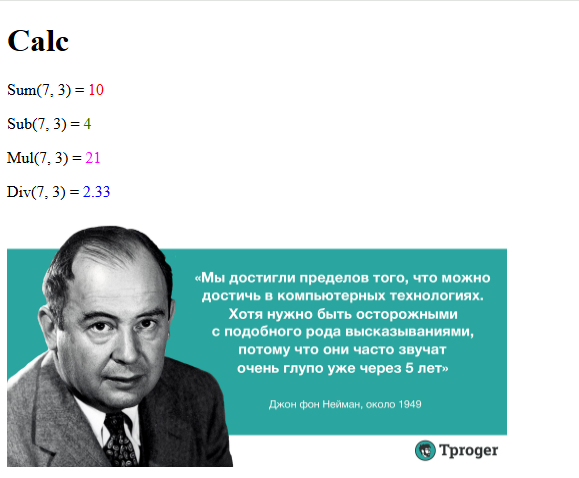 Calc
Sum(7, 3) = 10
Sub(7, 3) = 4
Mul(7, 3) = 21
Div(7, 3) = 2.33
«Мы достигли пределов того, что можно
достичь в компьютерных технологиях.
Хотя нужно быть осторожными
с подобного рода высказываниями,
потому что они часто звучат
очень глупо уже через 5 лет»
Джон фон Нейман, около 1949
Tproger